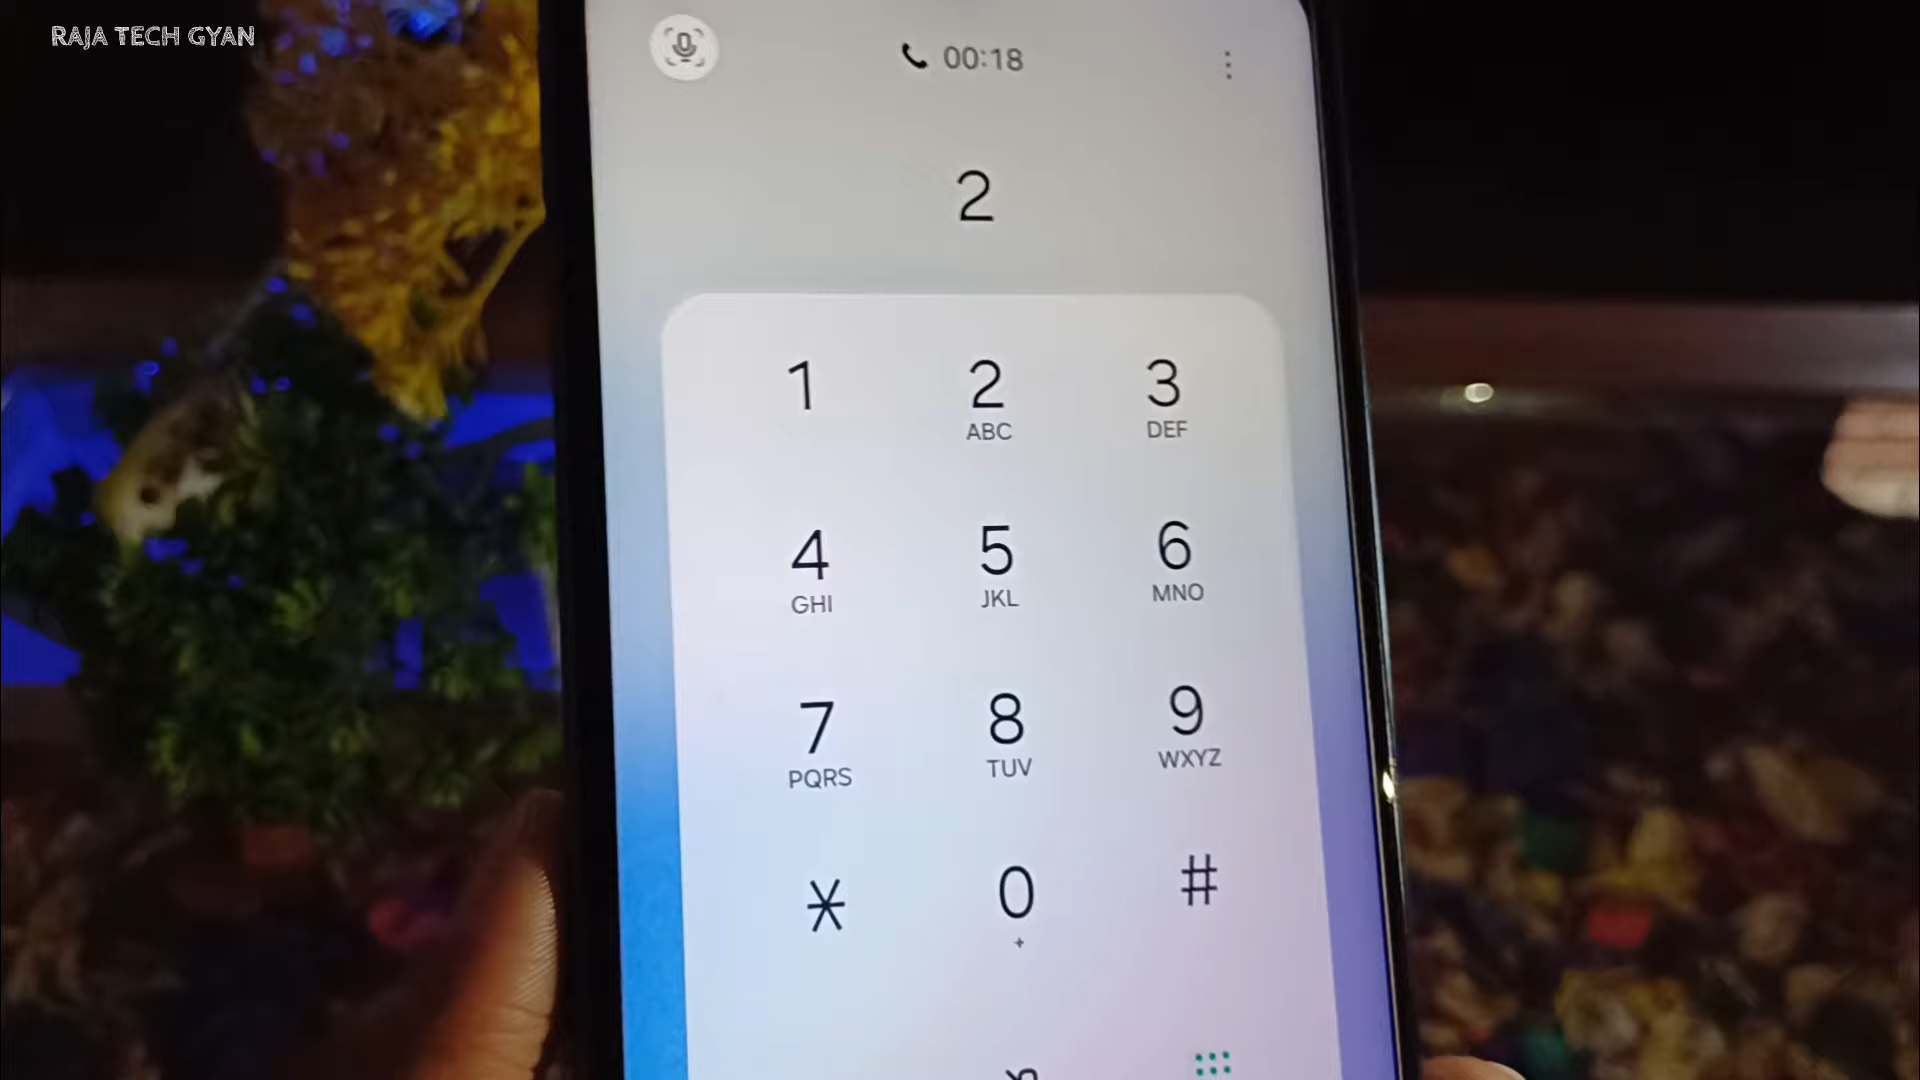 RAJA TECH GYAN
00:18
2
1 2 3
ABC DEF
4 5 6
GHI JKL MNO
7 8 9
PQRS TUV WXYZ
* 0 #
+